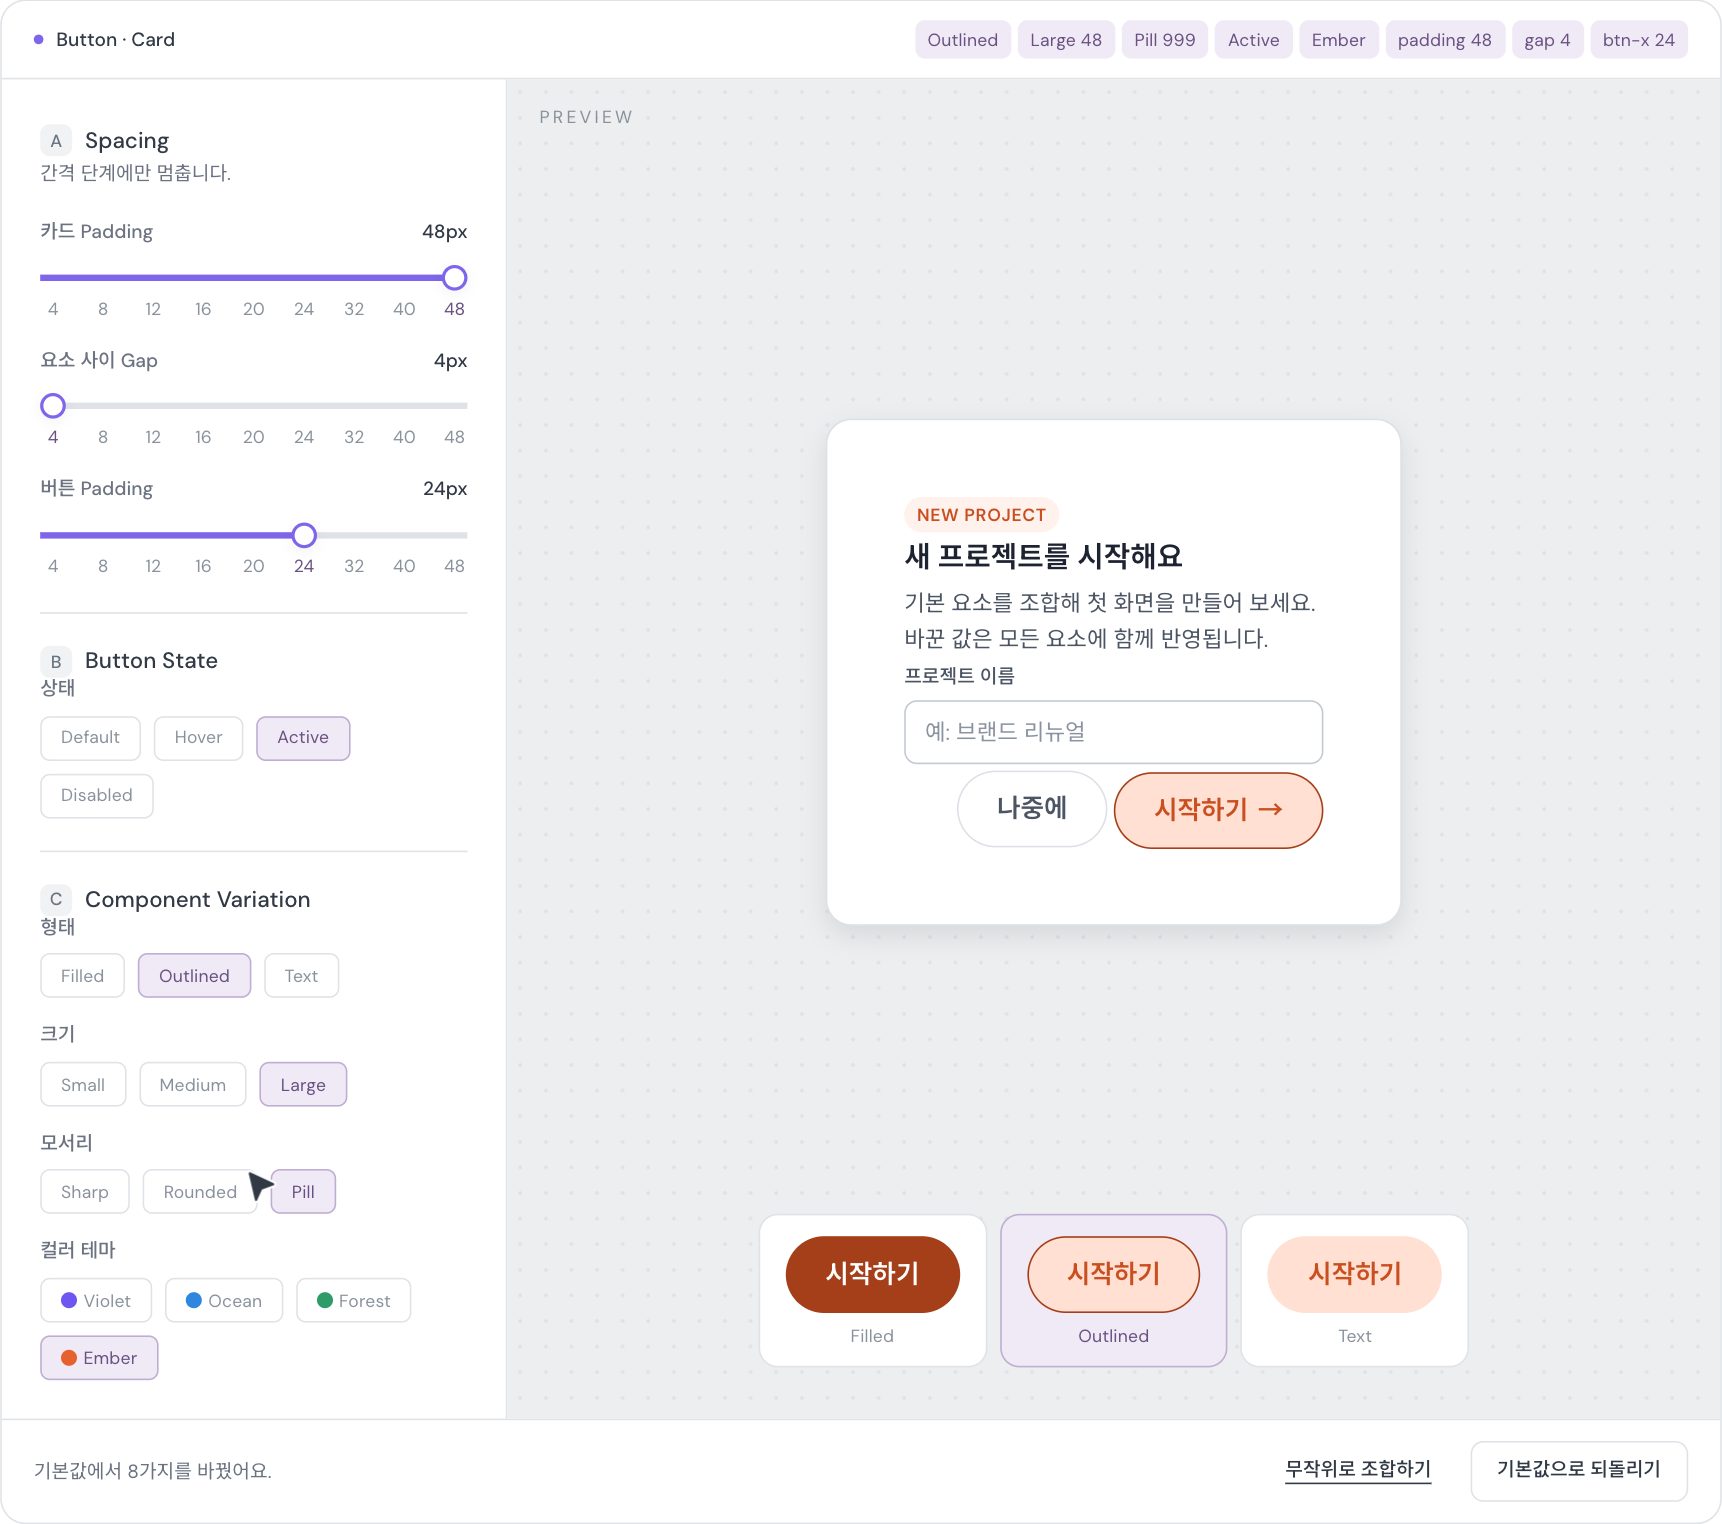 Button · Card
Outlined Large 48 Pill 999 Active Ember padding 48 gap 4 btn-x 24
A Spacing
간격 단계에만 멈춥니다.
카드 Padding 48px
4 8 12 16 20 24 32 40 48
요소 사이 Gap 4px
4 8 12 16 20 24 32 40 48
버튼 Padding 24px
4 8 12 16 20 24 32 40 48
B Button State
상태
Default Hover Active
Disabled
C Component Variation
형태
Filled Outlined Text
크기
Small Medium Large
모서리
Sharp Rounded Pill
컬러 테마
Violet Ocean Forest
Ember
PREVIEW
NEW PROJECT
새 프로젝트를 시작해요
기본 요소를 조합해 첫 화면을 만들어 보세요.
바꾼 값은 모든 요소에 함께 반영됩니다.
프로젝트 이름
예: 브랜드 리뉴얼
나중에 시작하기 →
시작하기 시작하기 시작하기
Filled Outlined Text
기본값에서 8가지를 바꿨어요.
무작위로 조합하기 기본값으로 되돌리기